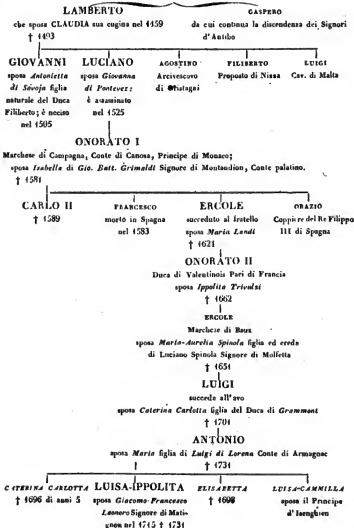 LAMBERTO
che sposa CLAUDIA sua cugina nel 1459
† 1493
GASPERO
da cui continua la discendenza dei Signori
d'Antibo
GIOVANNI
sposa Antonietta
di Savoja figlia
naturale del Duca
Filiberto; è ucciso
nel 1505
LUCIANO
sposa Giovanna
di Pontevez:
è assassinato
nel 1525
AGOSTINO
Arcivescovo
di Oristagni
FILIBERTO
Proposto di Nizza
LUIGI
Cav. di Malta
ONORATO I
Marchese di Campagna, Conte di Canosa, Principe di Monaco;
sposa Isabella di Gio. Batt. Grimaldi Signore di Montaudion, Conte palatino.
† 1581
CARLO II
† 1589
FRANCESCO
morto in Spagna
nel 1583
ERCOLE
succeduto al fratello
sposa Maria Landi
† 1621
ORAZIO
Coppiere del Re Filippo
III di Spagna
ONORATO II
Duca di Valentinois Pari di Francia
sposa Ippolita Trivulsi
† 1662
ERCOLE
Marchese di Baux
sposa Maria-Aurelia Spinola figlia ed erede
di Luciano Spinola Signore di Molfetta
† 1651
LUIGI
succede all'avo
sposa Caterina Carlotta figlia del Duca di Grammont
† 1701
ANTONIO
sposa Maria figlia di Luigi di Lorena Conte di Armagnac
† 1731
CATERINA CARLOTTA
† 1696 di anni 5
LUISA-IPPOLITA
sposa Giacomo-Francesco
Leonoro Signore di Mati-
gnon nel 1715 † 1731
ELISABETTA
† 1698
LUISA-CAMMILLA
sposa il Principe
d'Isenghien